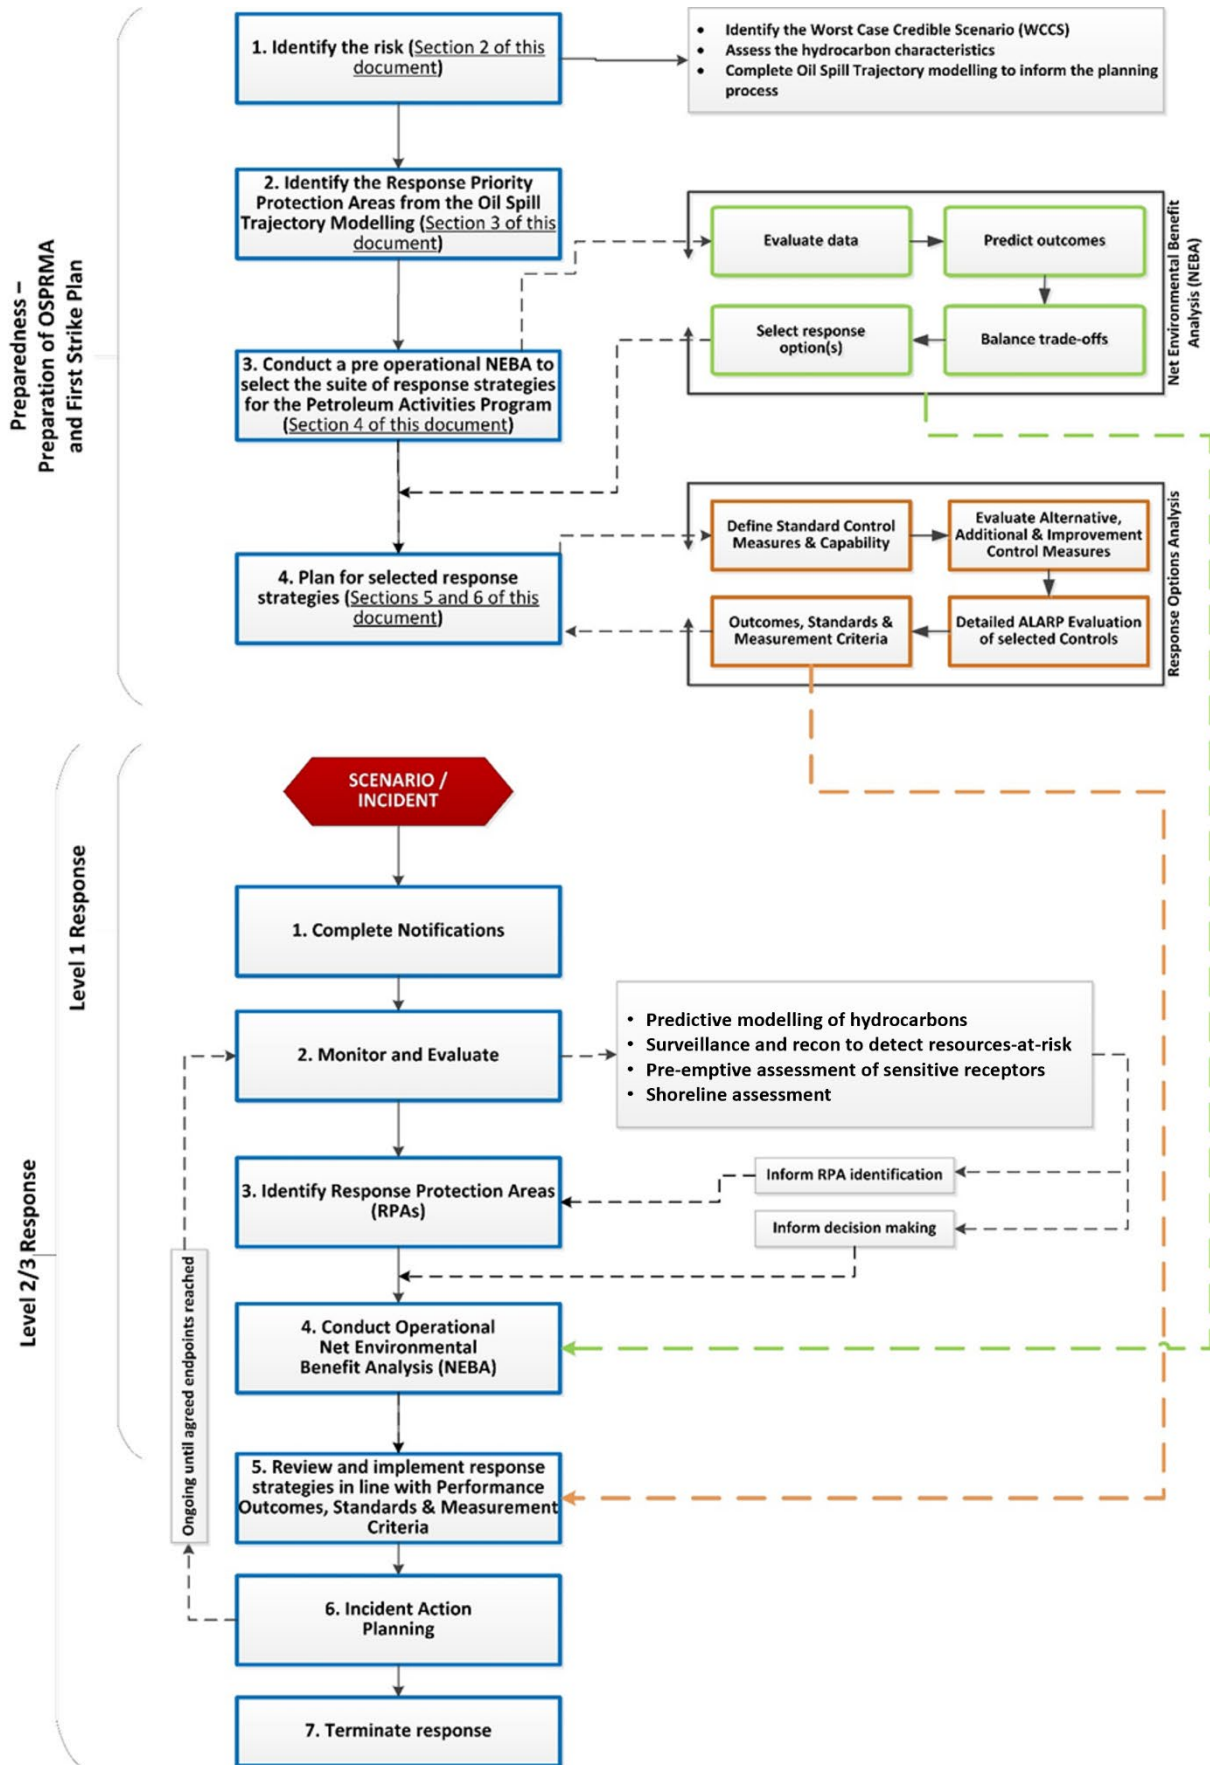 Preparedness –
Preparation of OSPRMA
and First Strike Plan
1. Identify the risk (Section 2 of this
document)
• Identify the Worst Case Credible Scenario (WCCS)
• Assess the hydrocarbon characteristics
• Complete Oil Spill Trajectory modelling to inform the planning
process
2. Identify the Response Priority
Protection Areas from the Oil Spill
Trajectory Modelling (Section 3 of this
document)
3. Conduct a pre operational NEBA to
select the suite of response strategies
for the Petroleum Activities Program
(Section 4 of this document)
Evaluate data
Predict outcomes
Select response
option(s)
Balance trade-offs
Net Environmental Benefit
Analysis (NEBA)
4. Plan for selected response
strategies (Sections 5 and 6 of this
document)
Define Standard Control
Measures & Capability
Evaluate Alternative,
Additional & Improvement
Control Measures
Outcomes, Standards &
Measurement Criteria
Detailed ALARP Evaluation
of selected Controls
Response Options Analysis
Level 2/3 Response
Level 1 Response
SCENARIO /
INCIDENT
1. Complete Notifications
2. Monitor and Evaluate
• Predictive modelling of hydrocarbons
• Surveillance and recon to detect resources-at-risk
• Pre-emptive assessment of sensitive receptors
• Shoreline assessment
3. Identify Response Protection Areas
(RPAs)
Inform RPA identification
Inform decision making
Ongoing until agreed endpoints reached
4. Conduct Operational
Net Environmental
Benefit Analysis (NEBA)
5. Review and implement response
strategies in line with Performance
Outcomes, Standards & Measurement
Criteria
6. Incident Action
Planning
7. Terminate response